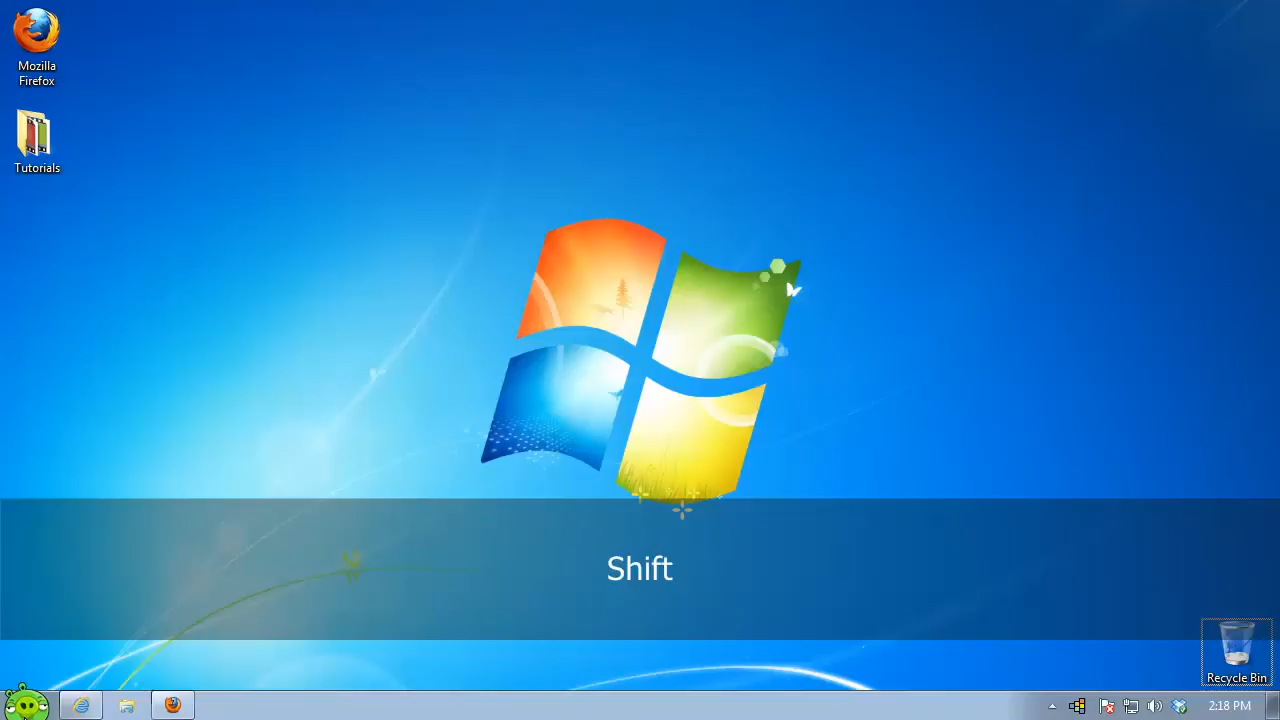 Mozilla
Firefox
Tutorials
Shift
Recycle Bin
2:18 PM